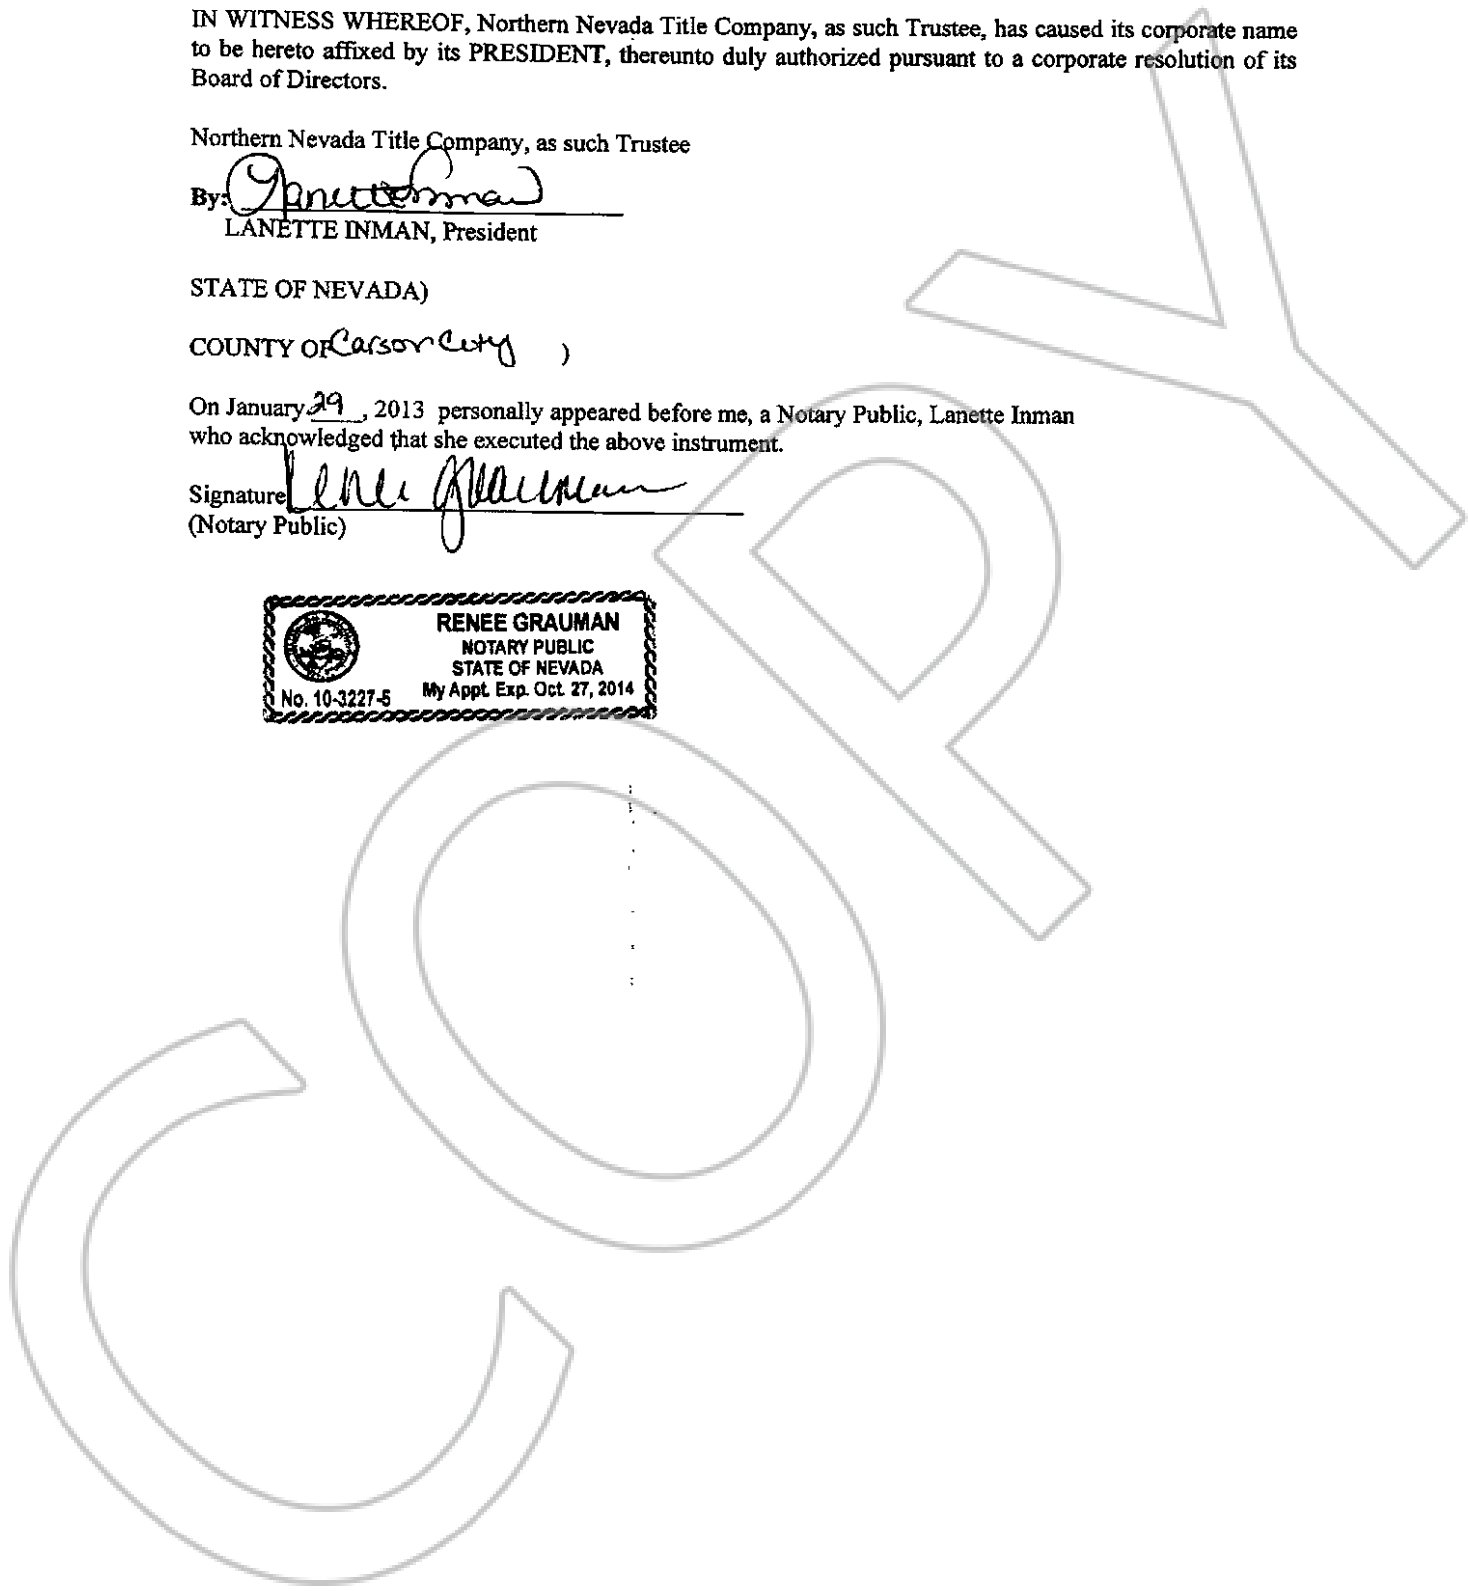 IN WITNESS WHEREOF, Northern Nevada Title Company, as such Trustee, has caused its corporate name
to be hereto affixed by its PRESIDENT, thereunto duly authorized pursuant to a corporate resolution of its
Board of Directors.
Northern Nevada Title Company, as such Trustee
By: Lanette Inman
LANETTE INMAN, President
STATE OF NEVADA)
COUNTY OF Carson City )
On January 29, 2013 personally appeared before me, a Notary Public, Lanette Inman
who acknowledged that she executed the above instrument.
Signature Renee Grauman
(Notary Public)
RENEE GRAUMAN
NOTARY PUBLIC
STATE OF NEVADA
No. 10-3227-5 My Appt. Exp. Oct. 27, 2014
COPY